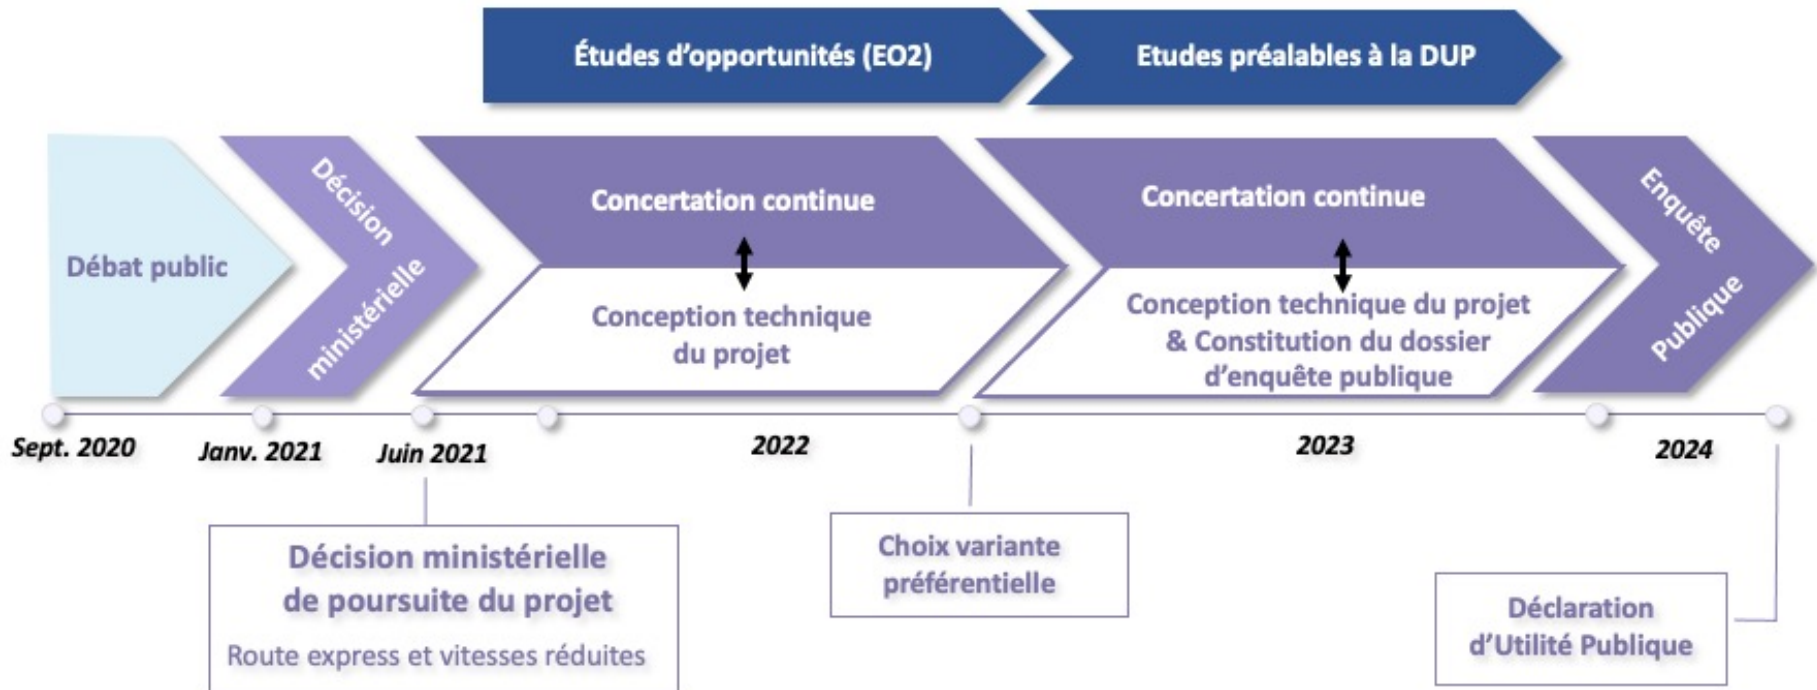 Études d'opportunités (EO2)
Etudes préalables à la DUP
Débat public
Décision
ministérielle
Concertation continue
Conception technique
du projet
Concertation continue
Conception technique du projet
& Constitution du dossier
d'enquête publique
Enquête
Publique
Sept. 2020
Janv. 2021
Juin 2021
2022
2023
2024
Décision ministérielle
de poursuite du projet
Route express et vitesses réduites
Choix variante
préférentielle
Déclaration
d'Utilité Publique